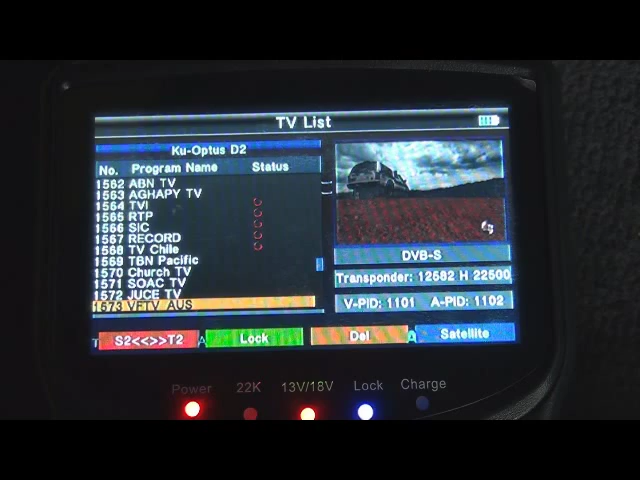 TV List
Ku-Optus D2
No. Program Name Status
1562 ABN TV
1563 AGHAPY TV
1564 TVI
1565 RTP
1566 SIC
1567 RECORD
1568 TV Chile
1569 TBN Pacific
1570 Church TV
1571 SOAC TV
1572 JUCE TV
1573 VFTV AUS
DVB-S
Transponder: 12582 H 22500
V-PID: 1101 A-PID: 1102
S2<<>>T2
Lock
Del
Satellite
Power 22K 13V/18V Lock Charge